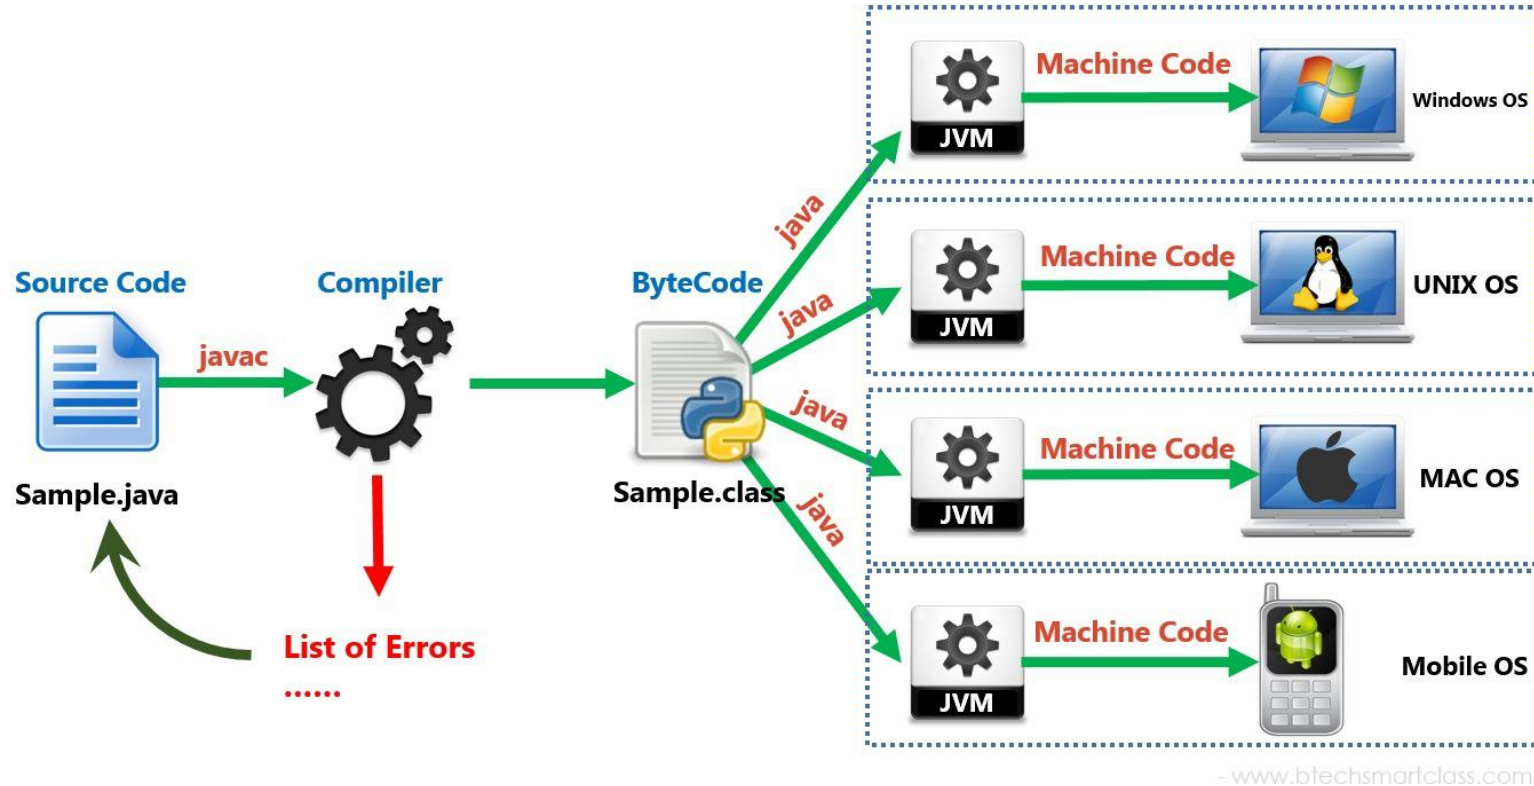 Source Code
javac
Sample.java
Compiler
List of Errors
......
ByteCode
Sample.class
java
java
java
java
JVM
Machine Code
Windows OS
JVM
Machine Code
UNIX OS
JVM
Machine Code
MAC OS
JVM
Machine Code
Mobile OS
- www.btechsmartclass.com